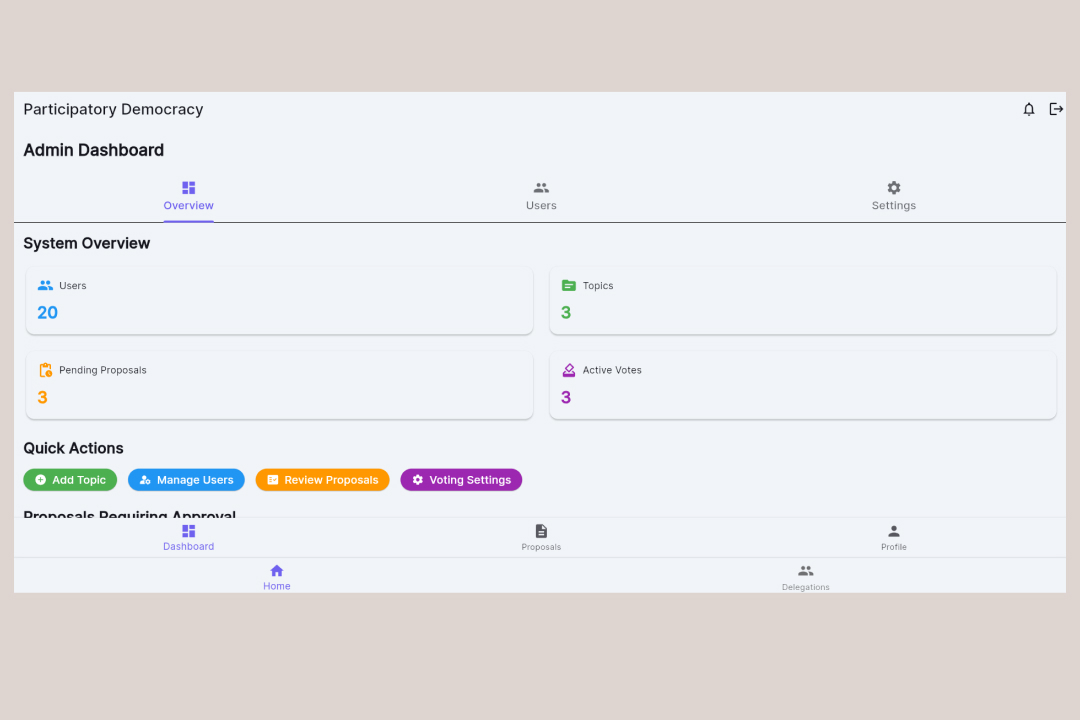 Participatory Democracy
Admin Dashboard
Overview
Users
Settings
System Overview
Users
20
Topics
3
Pending Proposals
3
Active Votes
3
Quick Actions
Add Topic
Manage Users
Review Proposals
Voting Settings
Proposals Requiring Approval
Dashboard
Proposals
Profile
Home
Delegations